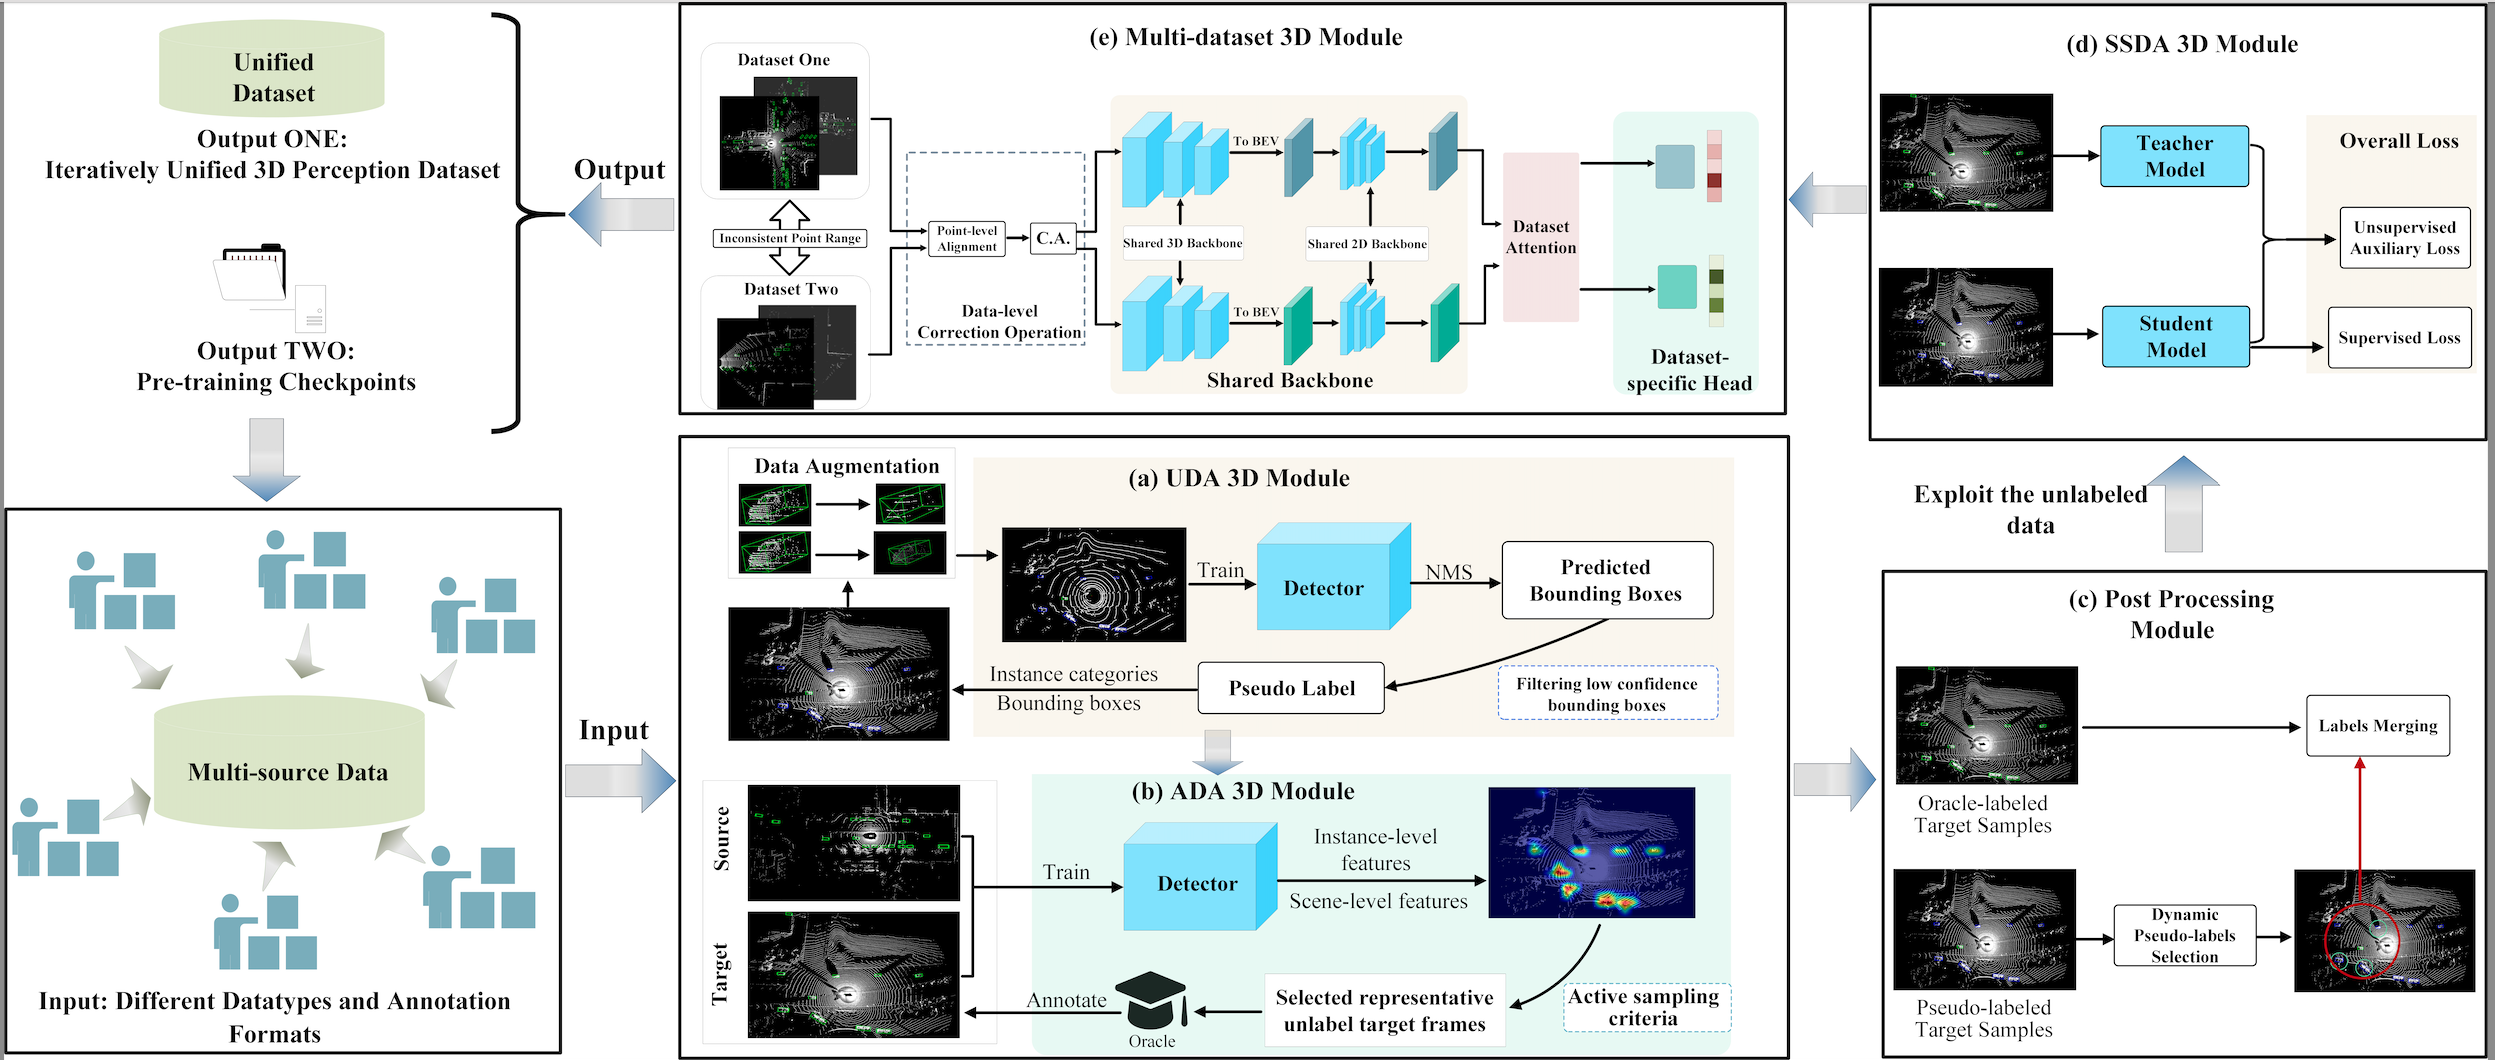 Unified
Dataset
Output ONE:
Iteratively Unified 3D Perception Dataset
Output TWO:
Pre-training Checkpoints
Output
(e) Multi-dataset 3D Module
Dataset One
Inconsistent Point Range
Dataset Two
Point-level
Alignment
C.A.
Data-level
Correction Operation
To BEV
Shared 3D Backbone
Shared 2D Backbone
To BEV
Shared Backbone
Dataset
Attention
Dataset-
specific Head
(d) SSDA 3D Module
Teacher
Model
Student
Model
Overall Loss
Unsupervised
Auxiliary Loss
Supervised Loss
Exploit the unlabeled
data
Multi-source Data
Input: Different Datatypes and Annotation
Formats
Input
Data Augmentation
(a) UDA 3D Module
Train
Detector
NMS
Predicted
Bounding Boxes
Instance categories
Bounding boxes
Pseudo Label
Filtering low confidence
bounding boxes
(b) ADA 3D Module
Source
Target
Train
Detector
Instance-level
features
Scene-level features
Annotate
Oracle
Selected representative
unlabel target frames
Active sampling
criteria
(c) Post Processing
Module
Labels Merging
Oracle-labeled
Target Samples
Dynamic
Pseudo-labels
Selection
Pseudo-labeled
Target Samples